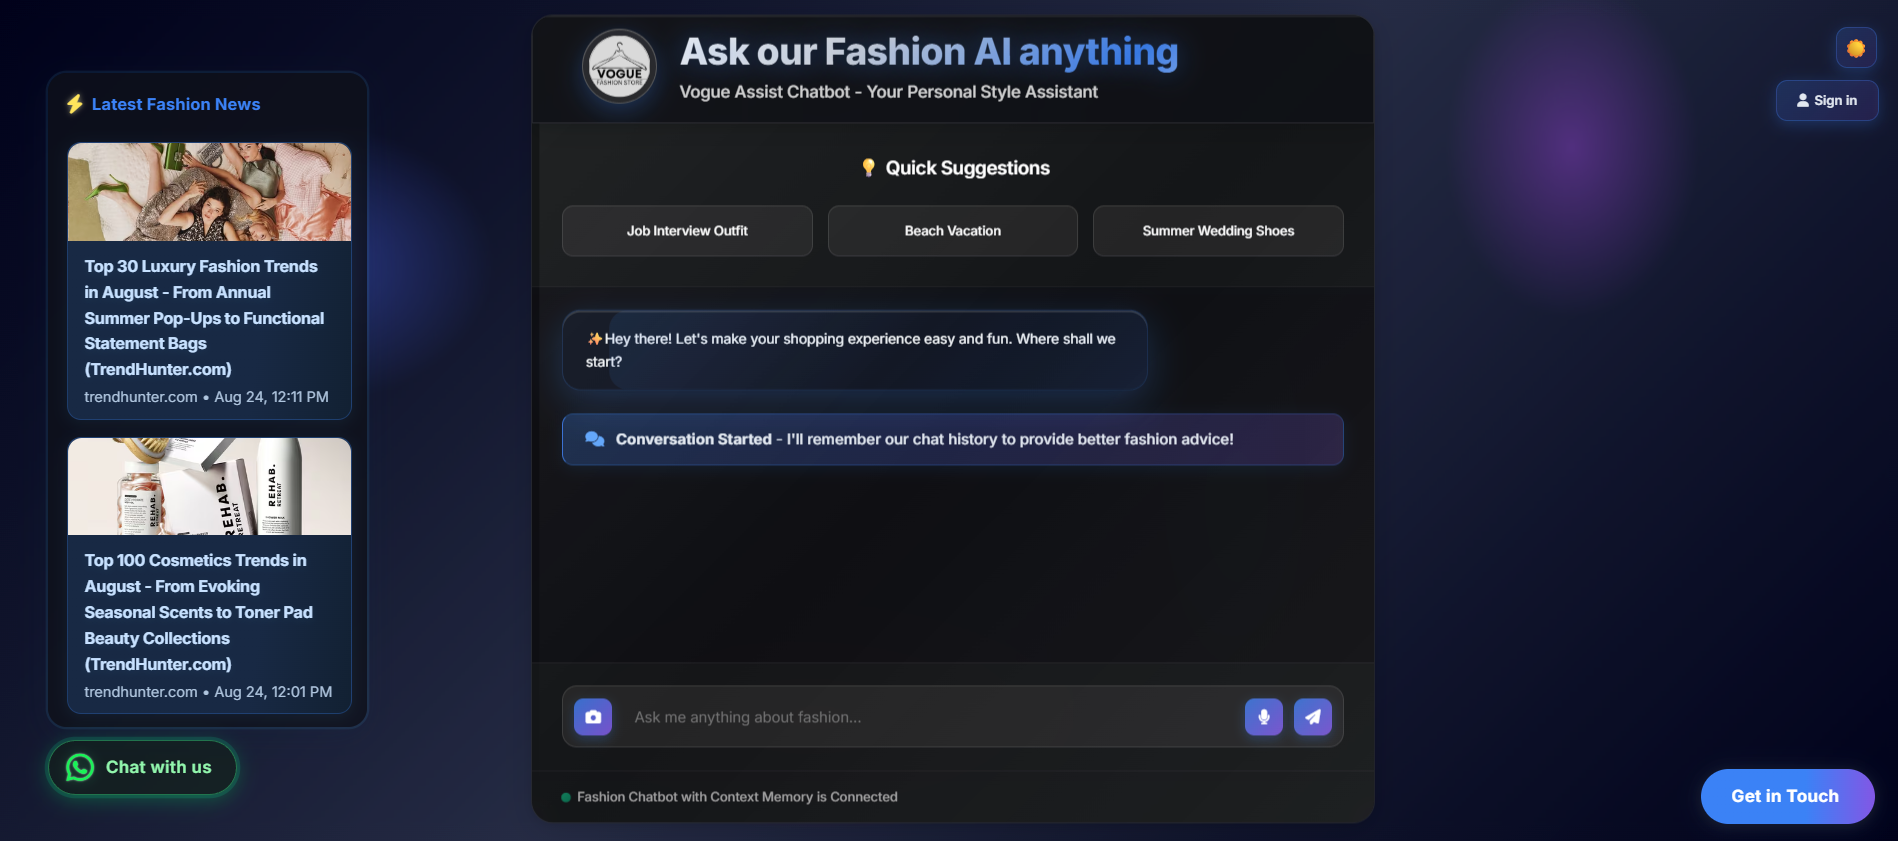 ⚡ Latest Fashion News
Top 30 Luxury Fashion Trends
in August - From Annual
Summer Pop-Ups to Functional
Statement Bags
(TrendHunter.com)
trendhunter.com • Aug 24, 12:11 PM
REHAB.
RETREAT
REHAB.
RETREAT
REHAB.
RETREAT
Top 100 Cosmetics Trends in
August - From Evoking
Seasonal Scents to Toner Pad
Beauty Collections
(TrendHunter.com)
trendhunter.com • Aug 24, 12:01 PM
Chat with us
VOGUE
FASHION STORE
Ask our Fashion AI anything
Vogue Assist Chatbot - Your Personal Style Assistant
💡 Quick Suggestions
Job Interview Outfit
Beach Vacation
Summer Wedding Shoes
✨Hey there! Let's make your shopping experience easy and fun. Where shall we
start?
Conversation Started - I'll remember our chat history to provide better fashion advice!
Ask me anything about fashion...
Fashion Chatbot with Context Memory is Connected
Sign in
Get in Touch